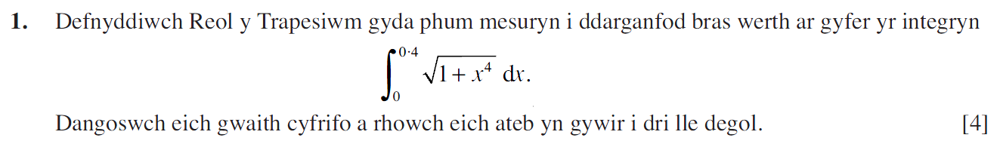 1. Defnyddiwch Reol y Trapesiwm gyda phum mesuryn i ddarganfod bras werth ar gyfer yr integryn
∫₀^0·4 √(1 + x⁴) dx.
Dangoswch eich gwaith cyfrifo a rhowch eich ateb yn gywir i dri lle degol. [4]